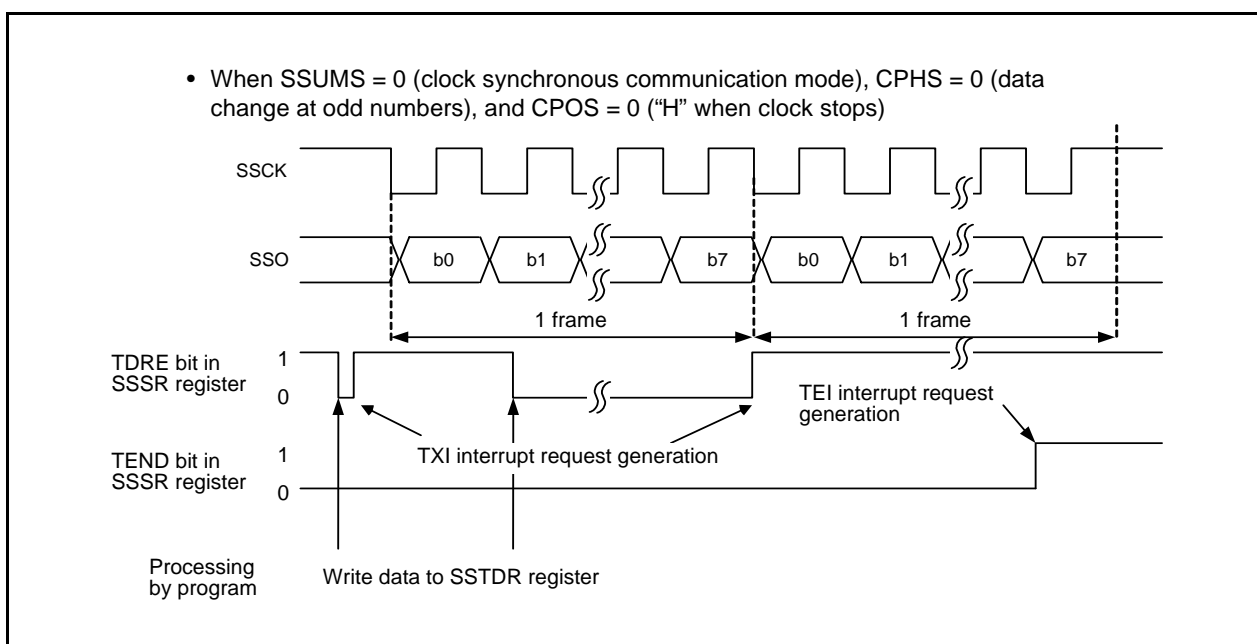 • When SSUMS = 0 (clock synchronous communication mode), CPHS = 0 (data
change at odd numbers), and CPOS = 0 (“H” when clock stops)
SSCK
SSO
b0
b1
b7
b0
b1
b7
1 frame
1 frame
TDRE bit in
SSSR register
1
0
TEI interrupt request
generation
TXI interrupt request generation
TEND bit in
SSSR register
1
0
Processing
by program
Write data to SSTDR register